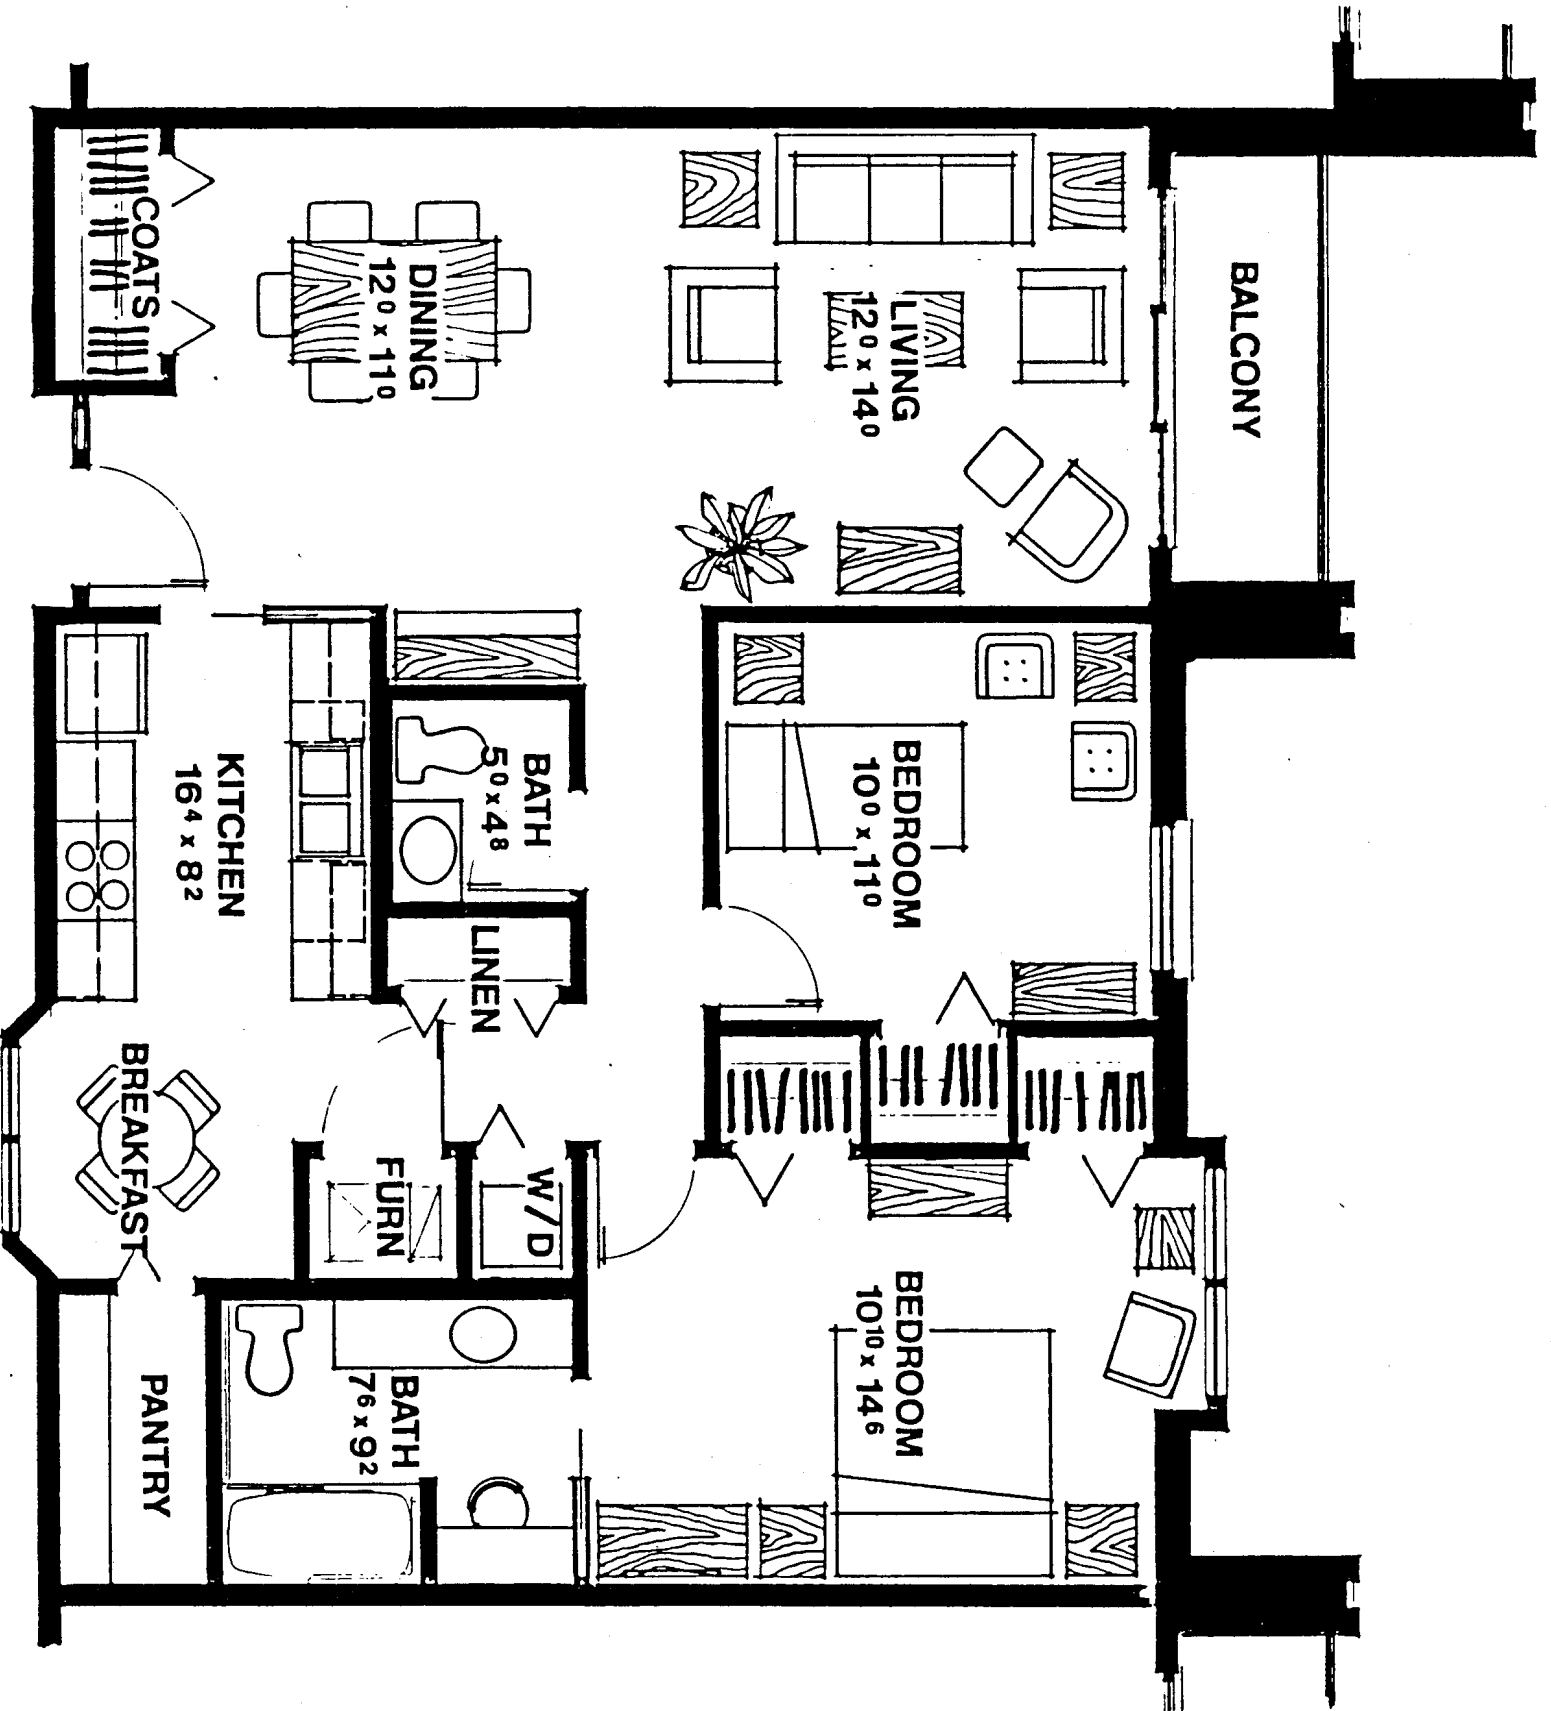 BALCONY
LIVING
12⁰ x 14⁰
DINING
12⁰ x 11⁰
COATS
BEDROOM
10⁰ x 11⁰
BATH
5⁰ x 4⁸
KITCHEN
16⁴ x 8²
LINEN
BREAKFAST
FURN
W/D
BEDROOM
10¹⁰ x 14⁶
BATH
7⁶ x 9²
PANTRY